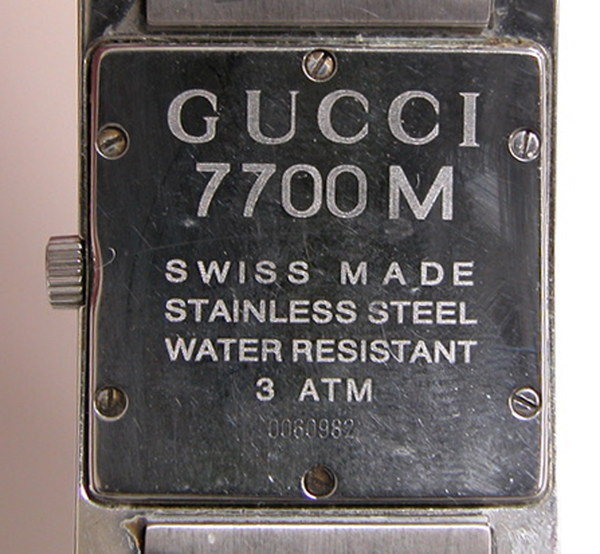 GUCCI
7700 M
SWISS MADE
STAINLESS STEEL
WATER RESISTANT
3 ATM
0060982